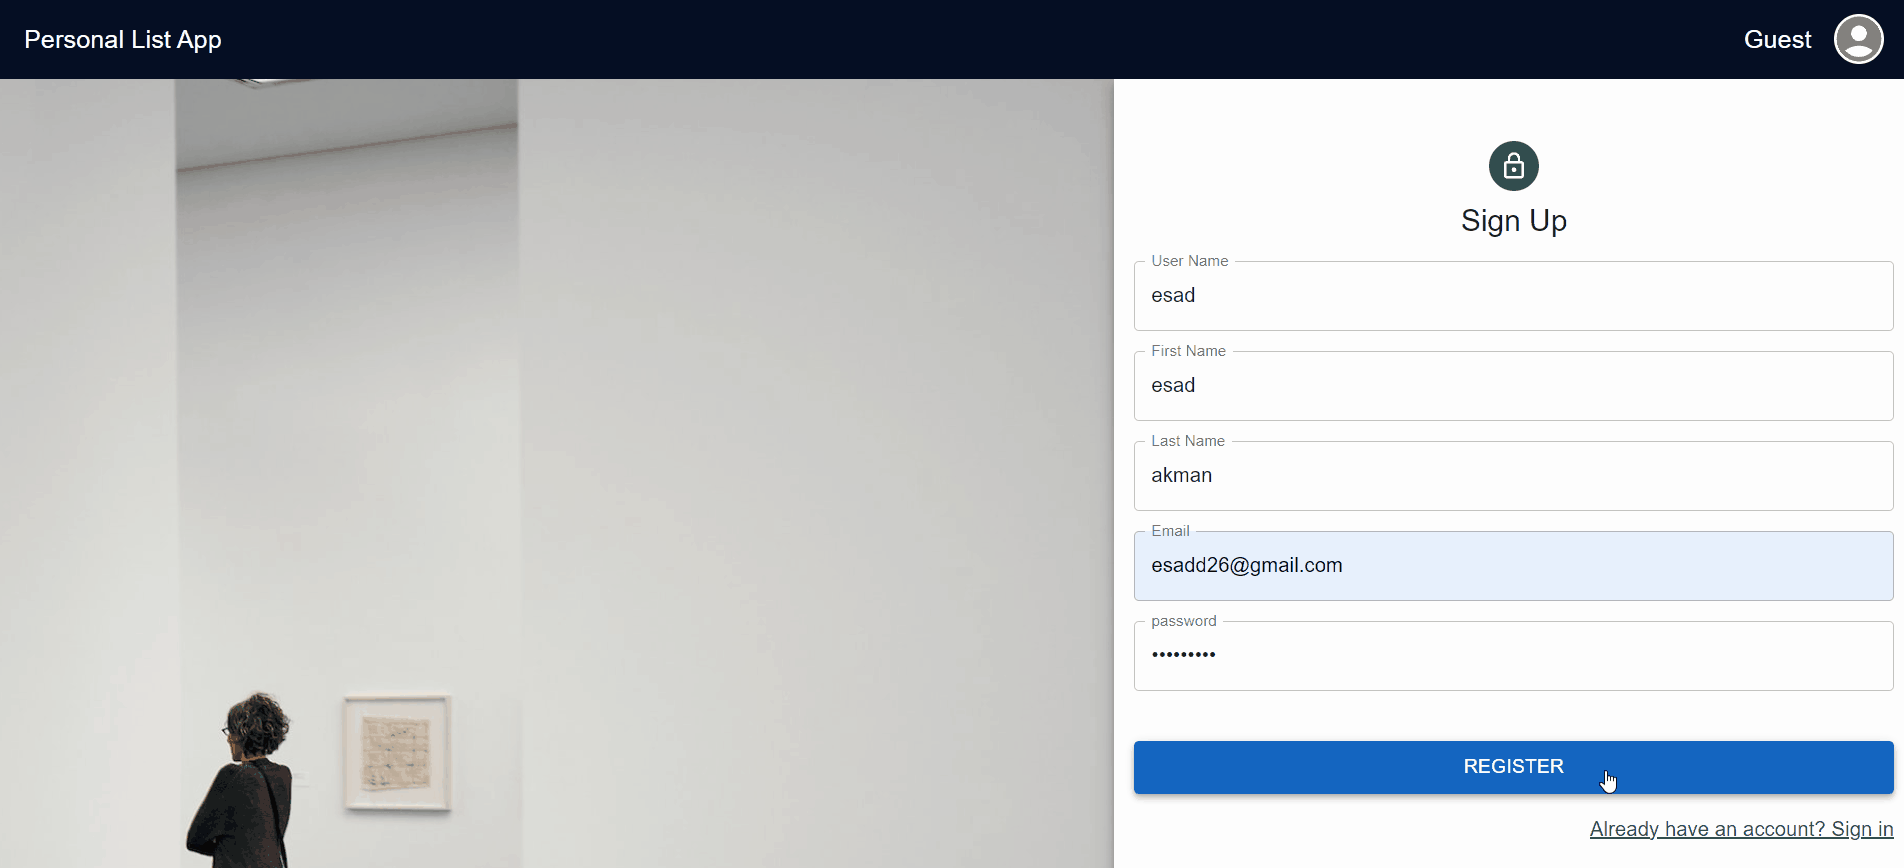 Personal List App
Guest
Sign Up
User Name
esad
First Name
esad
Last Name
akman
Email
esadd26@gmail.com
password
•••••••••
REGISTER
Already have an account? Sign in